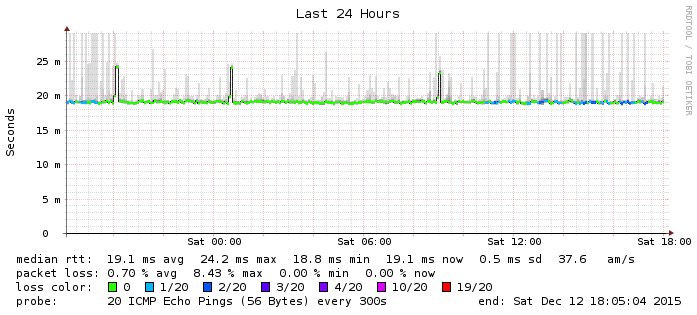 Last 24 Hours
RRDTOOL / TOBI OETIKER
Seconds
25 m
20 m
15 m
10 m
5 m
0
Sat 00:00 Sat 06:00 Sat 12:00 Sat 18:00
median rtt: 19.1 ms avg 24.2 ms max 18.8 ms min 19.1 ms now 0.5 ms sd 37.6 am/s
packet loss: 0.70 % avg 8.43 % max 0.00 % min 0.00 % now
loss color: 0 1/20 2/20 3/20 4/20 10/20 19/20
probe: 20 ICMP Echo Pings (56 Bytes) every 300s end: Sat Dec 12 18:05:04 2015